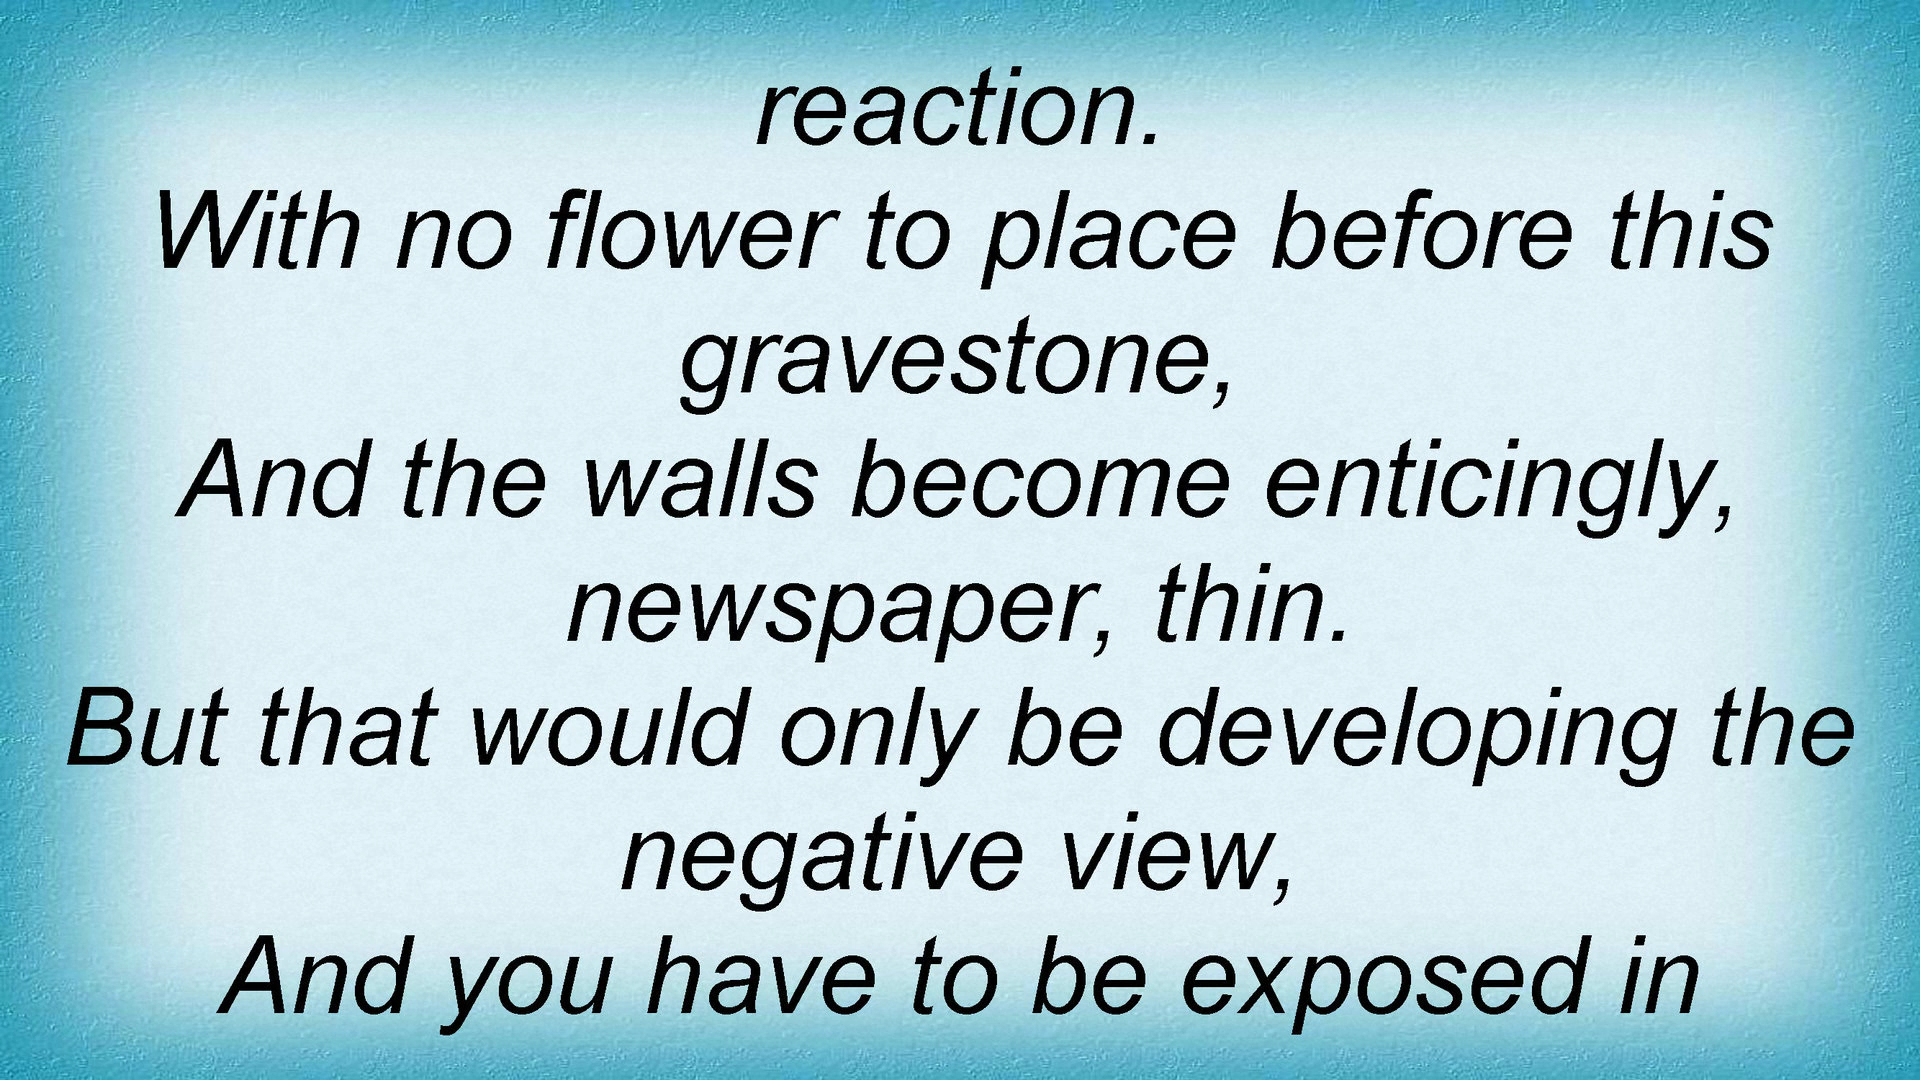 reaction.
With no flower to place before this
gravestone,
And the walls become enticingly,
newspaper, thin.
But that would only be developing the
negative view,
And you have to be exposed in